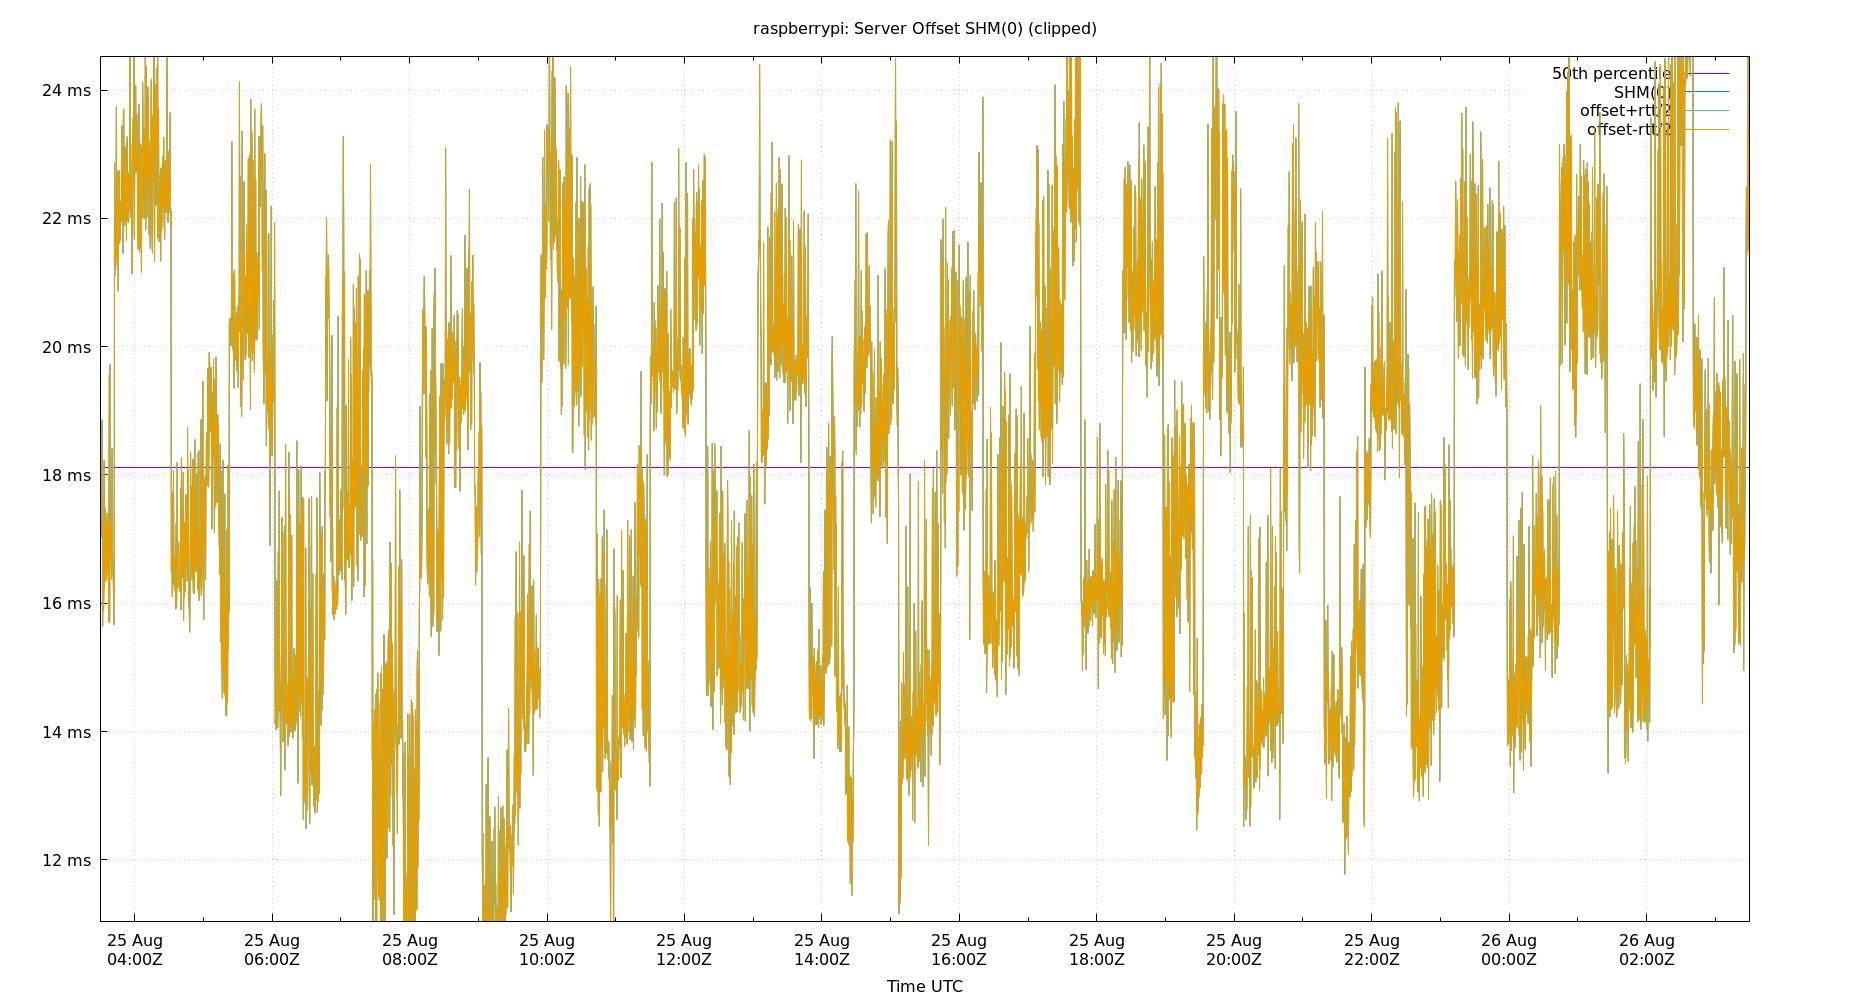 raspberrypi: Server Offset SHM(0) (clipped)
24 ms
22 ms
20 ms
18 ms
16 ms
14 ms
12 ms
50th percentile
SHM(0)
offset+rtt/2
offset-rtt/2
25 Aug 25 Aug 25 Aug 25 Aug 25 Aug 25 Aug 25 Aug 25 Aug 25 Aug 25 Aug 26 Aug 26 Aug
04:00Z 06:00Z 08:00Z 10:00Z 12:00Z 14:00Z 16:00Z 18:00Z 20:00Z 22:00Z 00:00Z 02:00Z
Time UTC